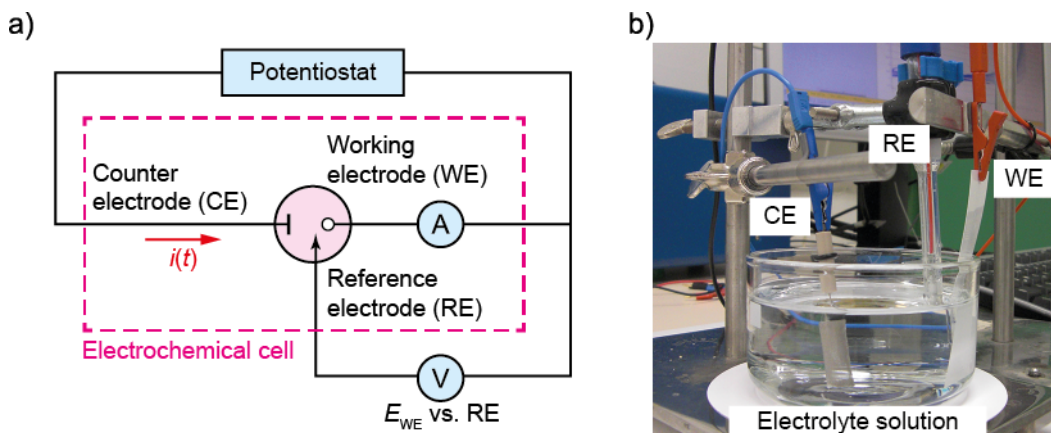 a)
Potentiostat
Working
electrode (WE)
Counter
electrode (CE)
A
i(t)
Reference
electrode (RE)
Electrochemical cell
V
E_WE vs. RE
b)
RE
WE
CE
Electrolyte solution